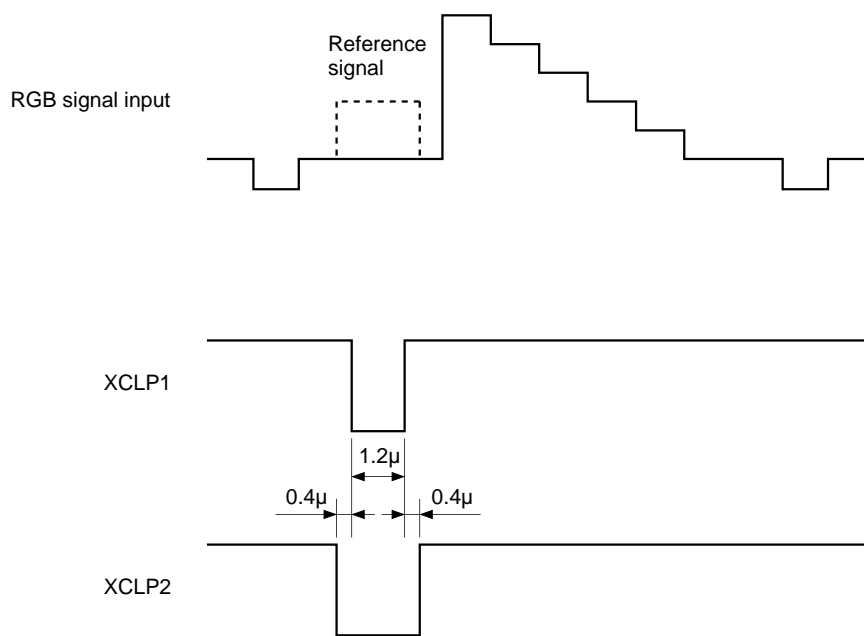 Reference
signal
RGB signal input
XCLP1
1.2μ
0.4μ
0.4μ
XCLP2